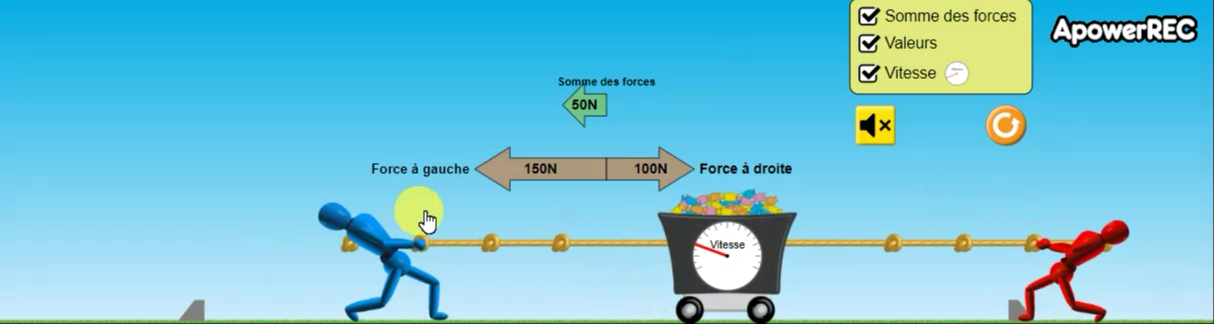 Somme des forces
Valeurs
Vitesse
ApowerREC
Somme des forces
50N
Force à gauche 150N 100N Force à droite
Vitesse